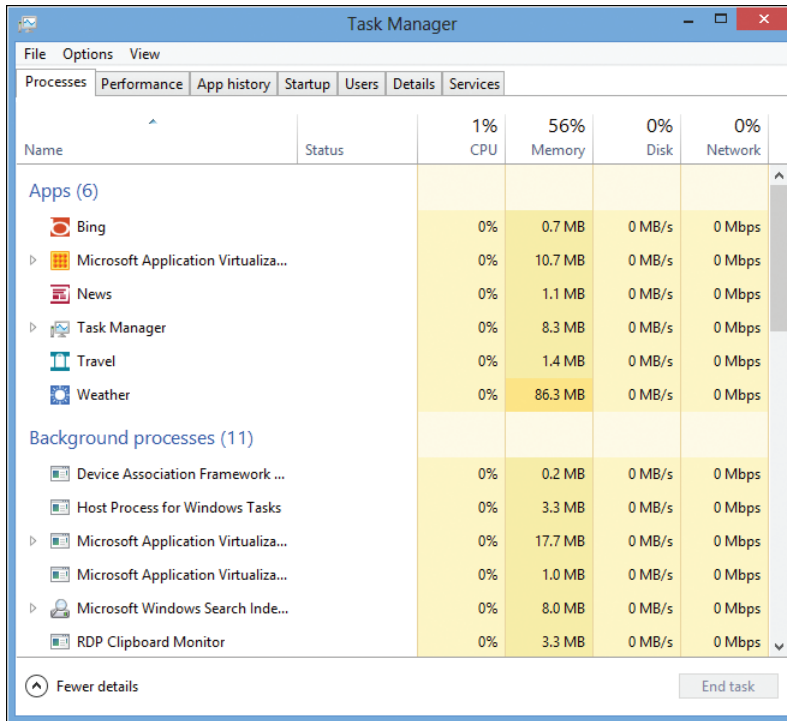 Task Manager
File Options View
Processes Performance App history Startup Users Details Services
1% 56% 0% 0%
Name Status CPU Memory Disk Network
Apps (6)
Bing 0% 0.7 MB 0 MB/s 0 Mbps
Microsoft Application Virtualiza... 0% 10.7 MB 0 MB/s 0 Mbps
News 0% 1.1 MB 0 MB/s 0 Mbps
Task Manager 0% 8.3 MB 0 MB/s 0 Mbps
Travel 0% 1.4 MB 0 MB/s 0 Mbps
Weather 0% 86.3 MB 0 MB/s 0 Mbps
Background processes (11)
Device Association Framework ... 0% 0.2 MB 0 MB/s 0 Mbps
Host Process for Windows Tasks 0% 3.3 MB 0 MB/s 0 Mbps
Microsoft Application Virtualiza... 0% 17.7 MB 0 MB/s 0 Mbps
Microsoft Application Virtualiza... 0% 1.0 MB 0 MB/s 0 Mbps
Microsoft Windows Search Inde... 0% 8.0 MB 0 MB/s 0 Mbps
RDP Clipboard Monitor 0% 3.3 MB 0 MB/s 0 Mbps
Fewer details End task